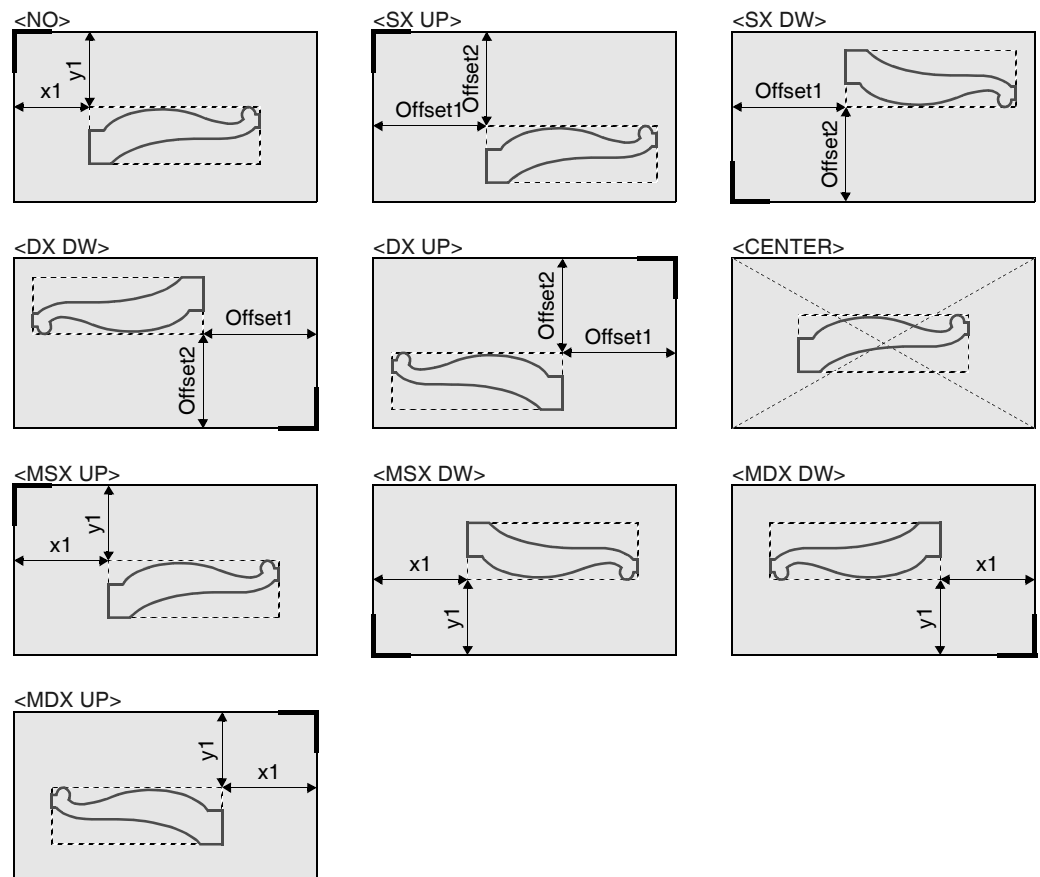 <NO>
x1
y1
<SX UP>
Offset1
Offset2
<SX DW>
Offset1
Offset2
<DX DW>
Offset1
Offset2
<DX UP>
Offset2
Offset1
<CENTER>
<MSX UP>
x1
y1
<MSX DW>
x1
y1
<MDX DW>
x1
y1
<MDX UP>
y1
x1